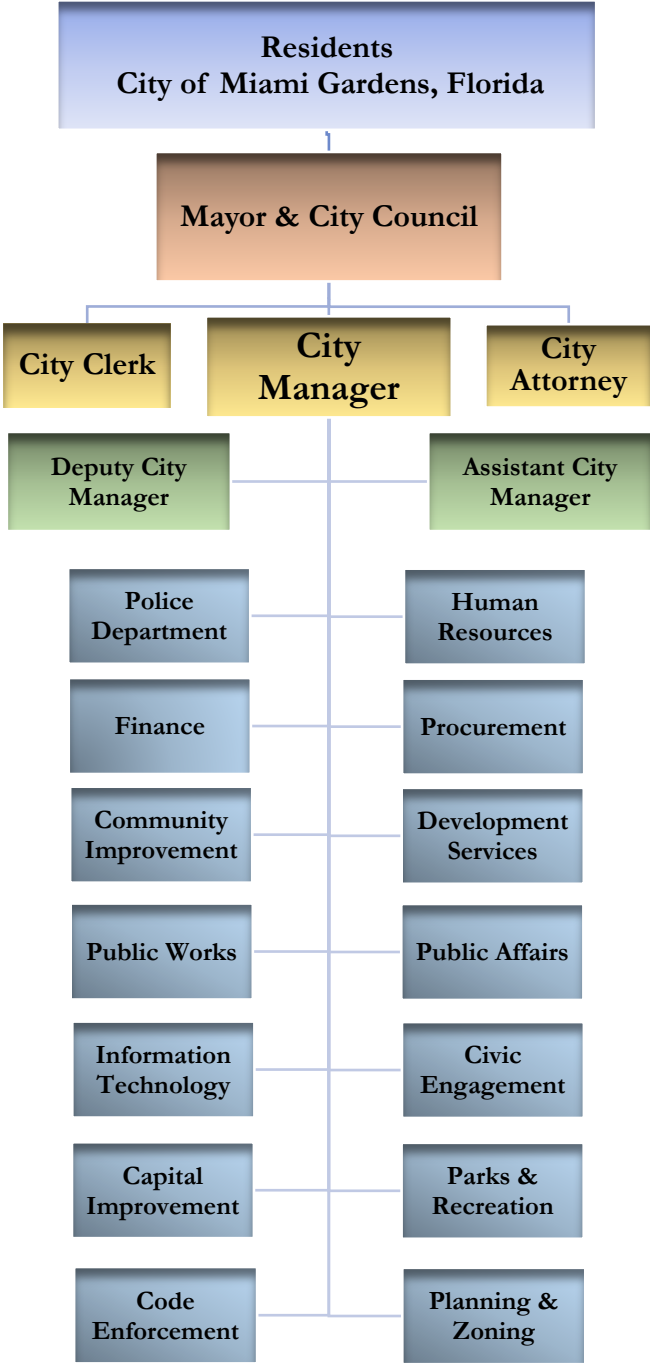 Residents
City of Miami Gardens, Florida
Mayor & City Council
City Clerk
City
Manager
City
Attorney
Deputy City
Manager
Assistant City
Manager
Police
Department
Human
Resources
Finance
Procurement
Community
Improvement
Development
Services
Public Works
Public Affairs
Information
Technology
Civic
Engagement
Capital
Improvement
Parks &
Recreation
Code
Enforcement
Planning &
Zoning